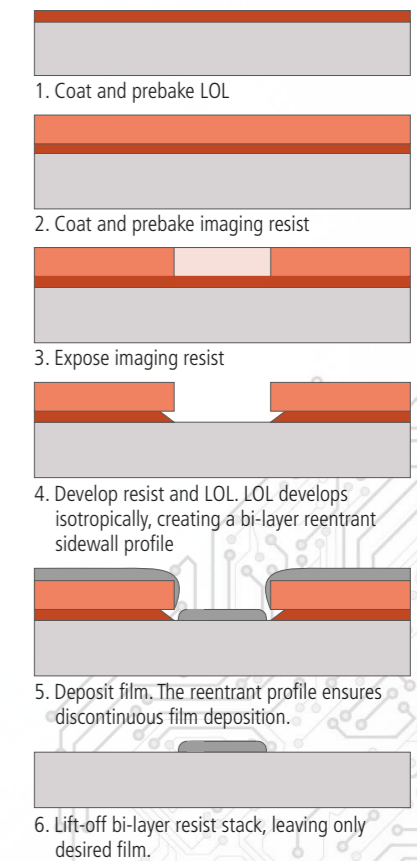 1. Coat and prebake LOL
2. Coat and prebake imaging resist
3. Expose imaging resist
4. Develop resist and LOL. LOL develops
isotropically, creating a bi-layer reentrant
sidewall profile
5. Deposit film. The reentrant profile ensures
discontinuous film deposition.
6. Lift-off bi-layer resist stack, leaving only
desired film.